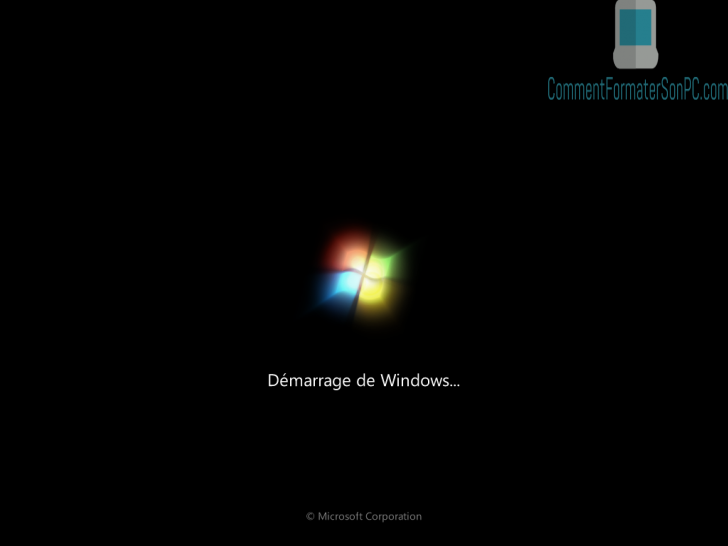 CommentFormaterSonPC.com
Démarrage de Windows...
© Microsoft Corporation